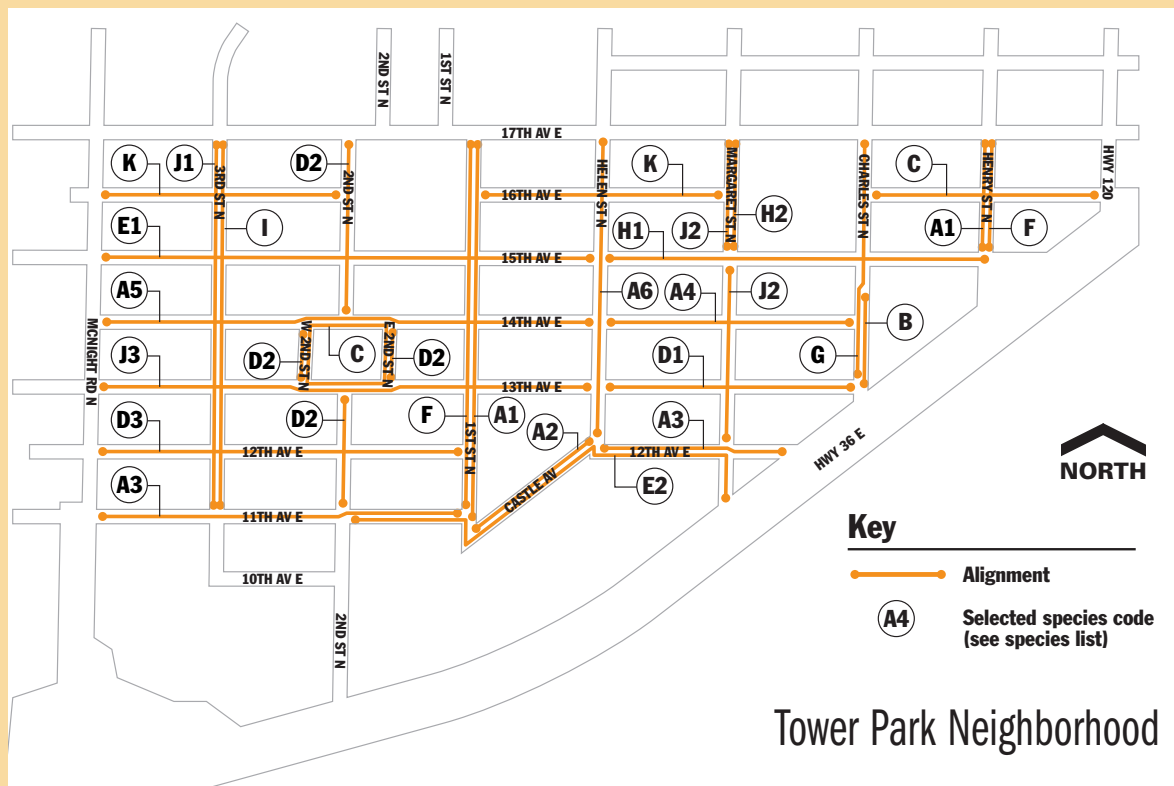 2ND ST N
1ST ST N
17TH AV E
K
J1
D2
3RD ST N
2ND ST N
HELEN ST N
K
MARGARET ST N
CHARLES ST N
C
HENRY ST N
HWY 120
16TH AV E
E1
I
H1
J2
H2
A1
F
15TH AV E
A5
A6
A4
J2
B
14TH AV E
MCNIGHT RD N
W 2ND ST N
E 2ND ST N
J3
D2
C
D2
D1
G
13TH AV E
D3
D2
F
A1
1ST ST N
A2
A3
12TH AV E
12TH AV E
HWY 36 E
NORTH
A3
CASTLE AV
E2
11TH AV E
10TH AV E
2ND ST N
Key
Alignment
A4
Selected species code
(see species list)
Tower Park Neighborhood